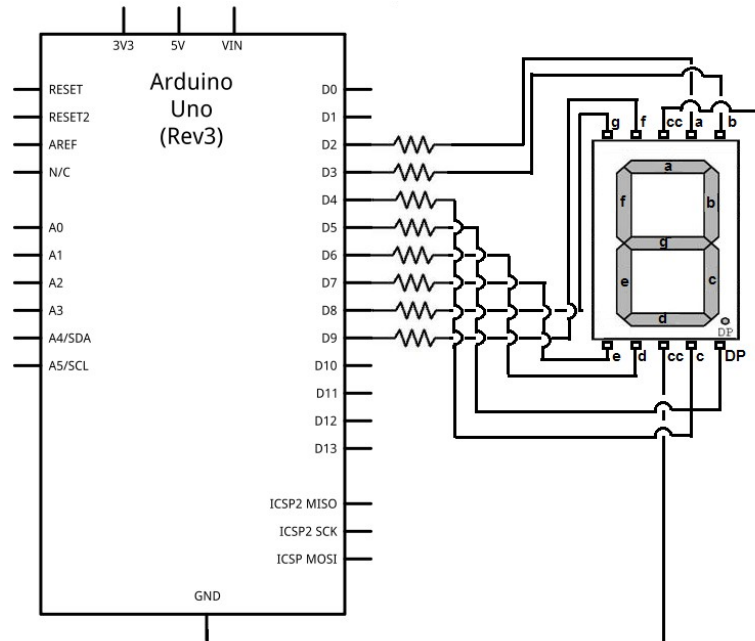 3V3 5V VIN
Arduino
Uno
(Rev3)
RESET
RESET2
AREF
N/C
A0
A1
A2
A3
A4/SDA
A5/SCL
D0
D1
D2
D3
D4
D5
D6
D7
D8
D9
D10
D11
D12
D13
ICSP2 MISO
ICSP2 SCK
ICSP MOSI
GND
g f cc a b
a
f b
g
e c
d
DP
e d cc c DP